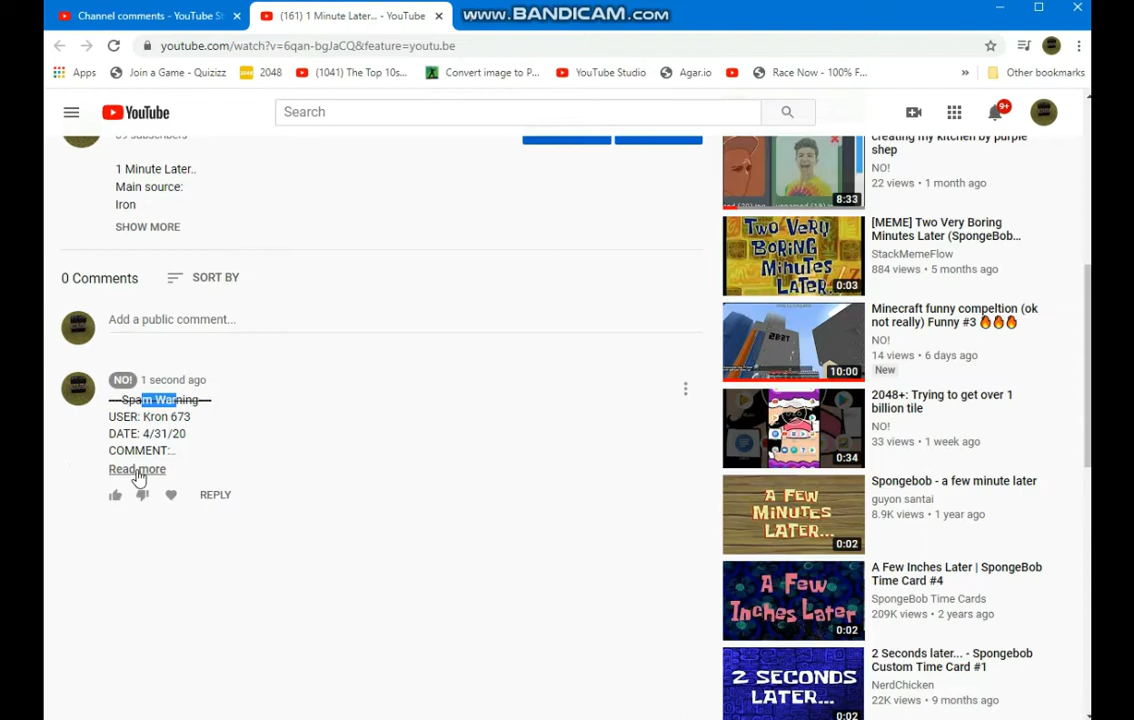 Channel comments - YouTube St
(161) 1 Minute Later... - YouTube
www.BANDICAM.com
youtube.com/watch?v=6qan-bgJaCQ&feature=youtu.be
Apps
Join a Game - Quizizz
2048
(1041) The Top 10s...
Convert image to P...
YouTube Studio
Agar.io
Race Now - 100% F...
»
Other bookmarks
YouTube
Search
9+
subscribers
1 Minute Later..
Main source:
Iron
SHOW MORE
0 Comments
SORT BY
Add a public comment...
NO! 1 second ago
---Spam Warning---
USER: Kron 673
DATE: 4/31/20
COMMENT:..
Read more
REPLY
creating my kitchen by purple
shep
NO!
22 views • 1 month ago
8:33
TWO VERY
BORING
MINUTES
LATER...
0:03
[MEME] Two Very Boring
Minutes Later (SpongeBob...
StackMemeFlow
884 views • 5 months ago
10:00
Minecraft funny compeltion (ok
not really) Funny #3 🔥🔥🔥
NO!
14 views • 6 days ago
New
0:34
2048+: Trying to get over 1
billion tile
NO!
33 views • 1 week ago
A FEW
MINUTES
LATER...
0:02
Spongebob - a few minute later
guyon santai
8.9K views • 1 year ago
A FEW
INCHES LATER
0:02
A Few Inches Later | SpongeBob
Time Card #4
SpongeBob Time Cards
209K views • 2 years ago
2 SECONDS
LATER...
0:02
2 Seconds later... - Spongebob
Custom Time Card #1
NerdChicken
22K views • 9 months ago